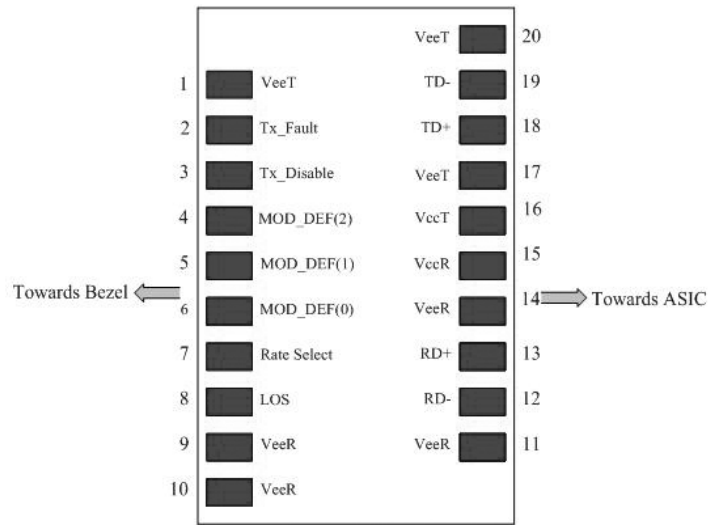 VeeT 20
1 VeeT TD- 19
2 Tx_Fault TD+ 18
3 Tx_Disable VeeT 17
4 MOD_DEF(2) VccT 16
5 MOD_DEF(1) VccR 15
Towards Bezel 6 MOD_DEF(0) VeeR 14 Towards ASIC
7 Rate Select RD+ 13
8 LOS RD- 12
9 VeeR VeeR 11
10 VeeR